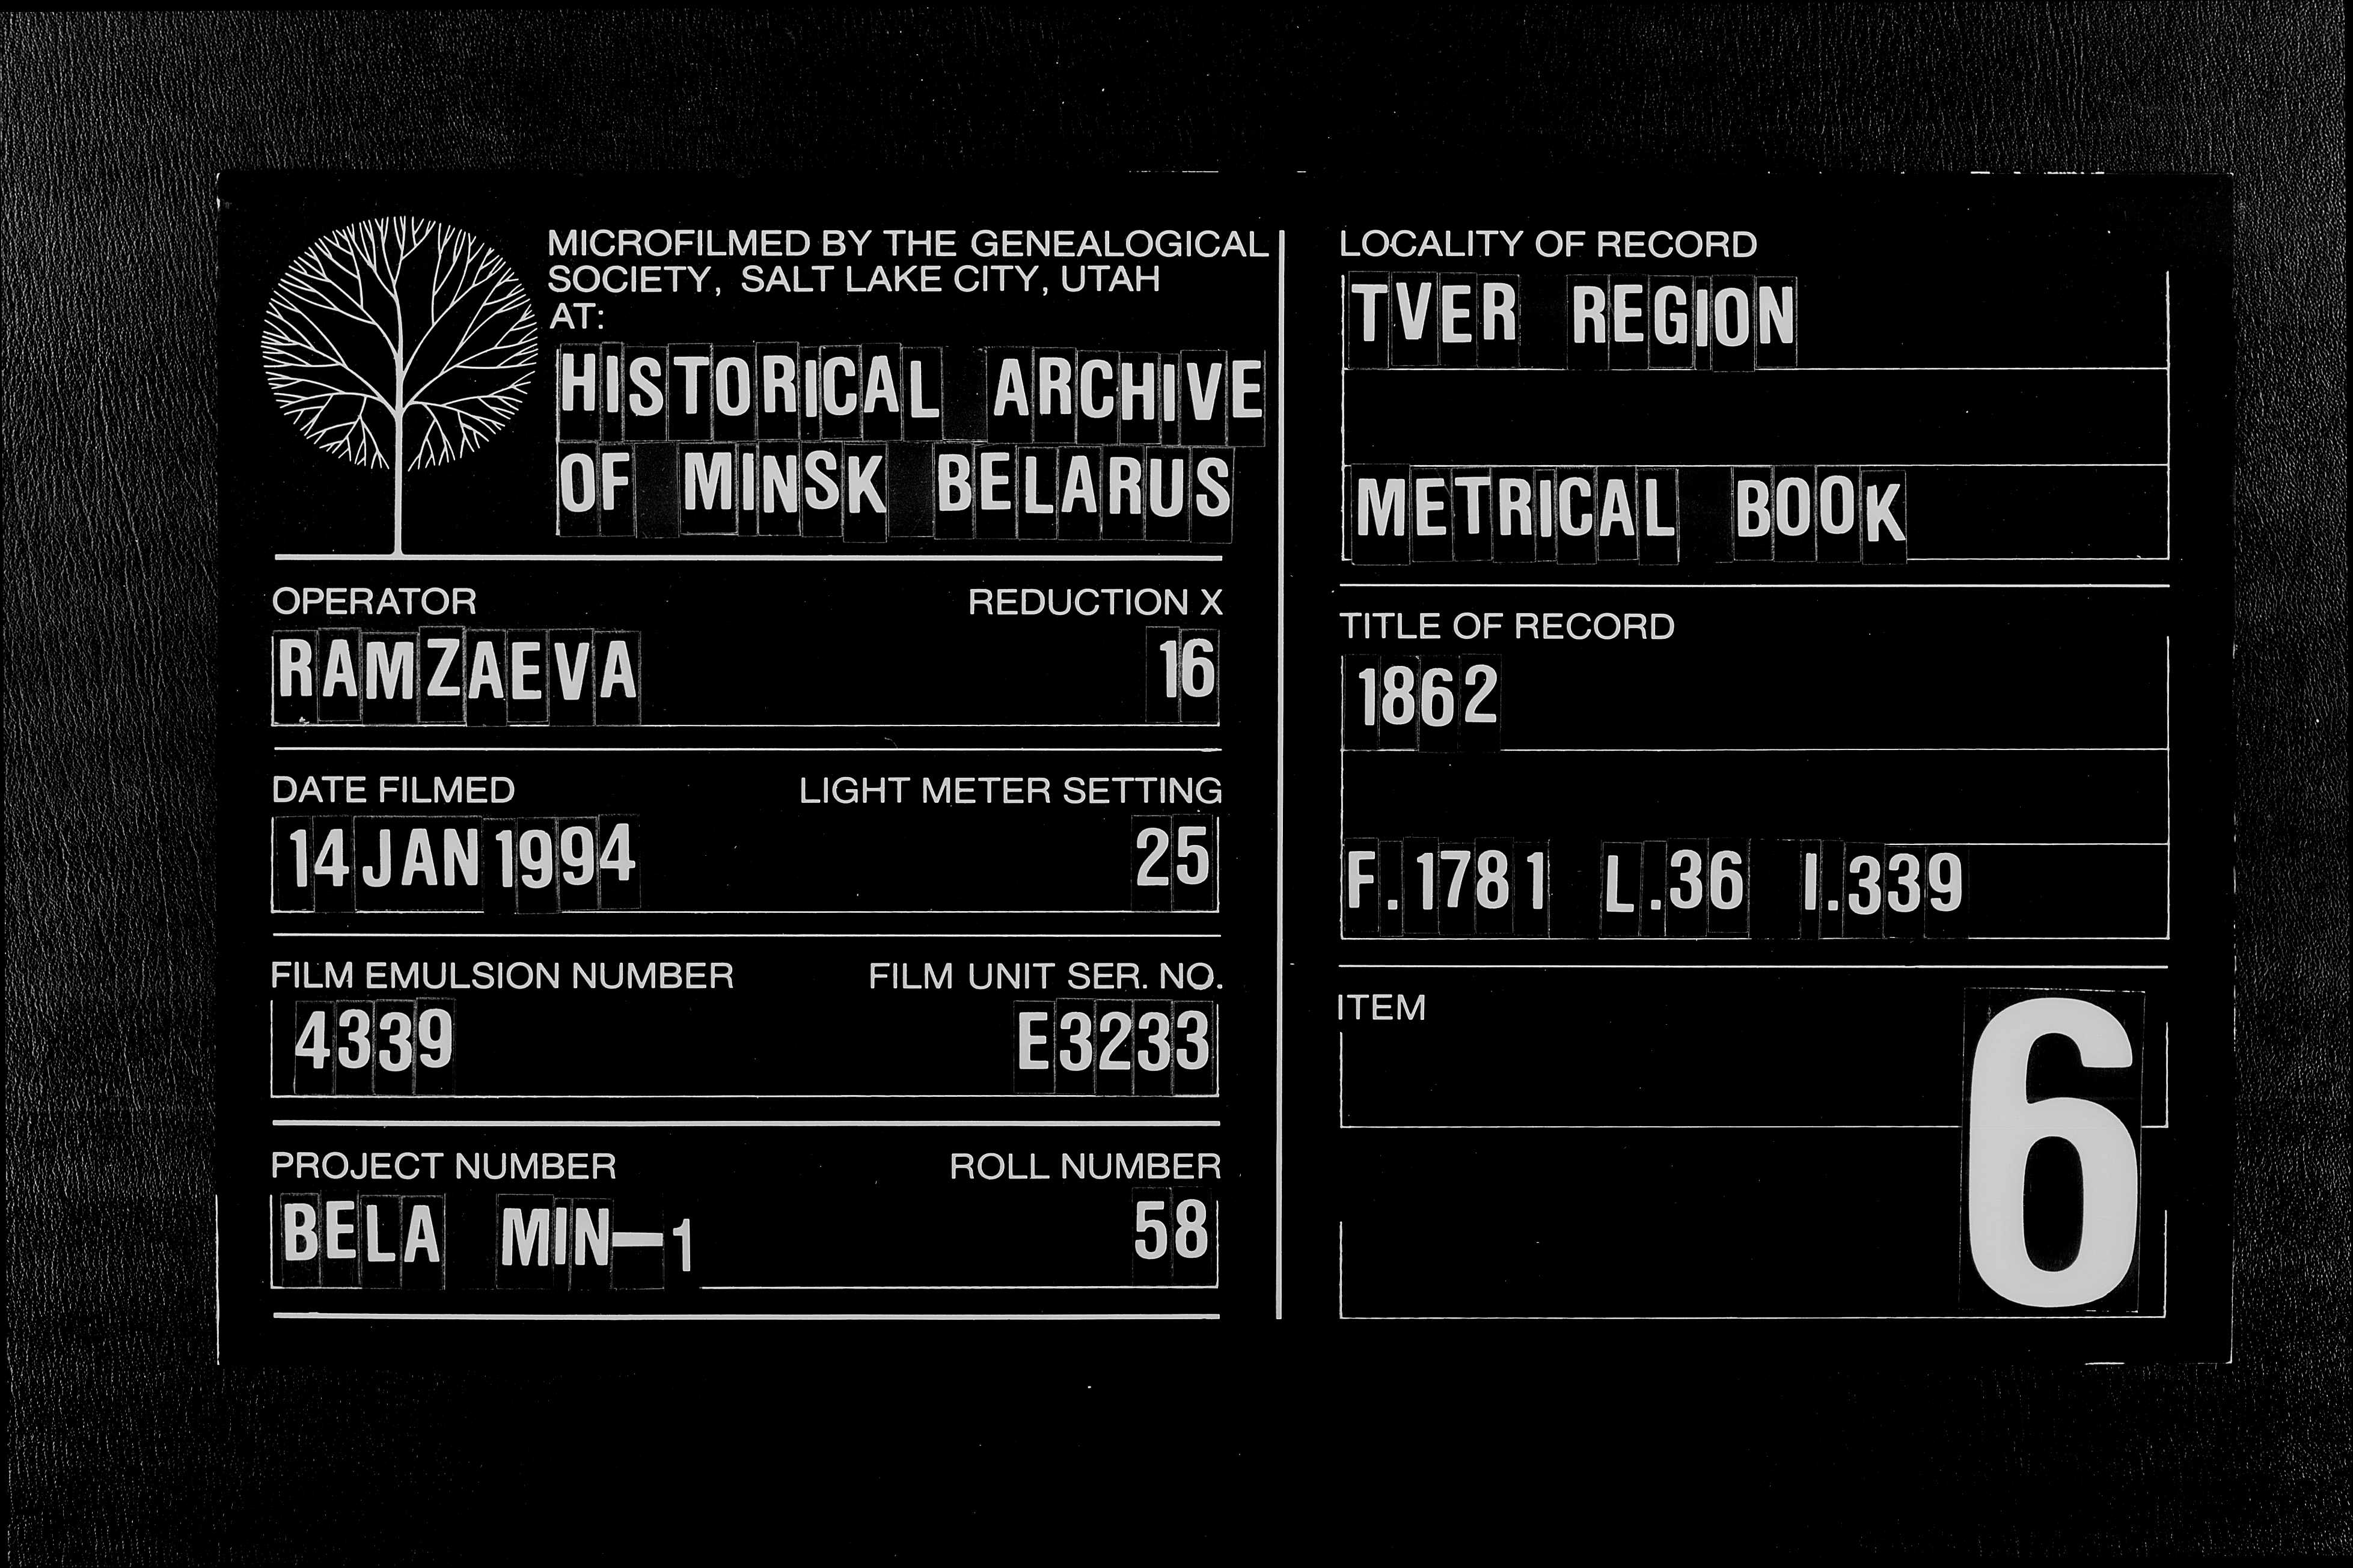 MICROFILMED BY THE GENEALOGICAL
SOCIETY, SALT LAKE CITY, UTAH
AT:
HISTORICAL ARCHIVE
OF MINSK BELARUS
OPERATOR REDUCTION X
RAMZAEVA 16
DATE FILMED LIGHT METER SETTING
14 JAN 1994 25
FILM EMULSION NUMBER FILM UNIT SER. NO.
4339 E3233
PROJECT NUMBER ROLL NUMBER
BELA MIN—1 58
LOCALITY OF RECORD
TVER REGION
METRICAL BOOK
TITLE OF RECORD
1862
F.1781 L.36 I.339
ITEM
6